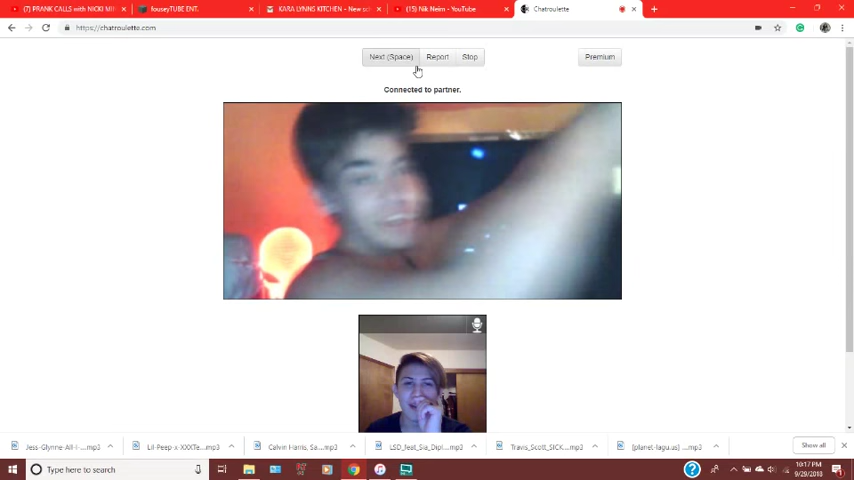 (7) PRANK CALLS with NICKI MI
fouseyTUBE ENT.
KARA LYNNS KITCHEN - New sc
(15) Nik Neim - YouTube
Chatroulette
https://chatroulette.com
Next (Space)
Report
Stop
Premium
Connected to partner.
Jess-Glynne-All-I-....mp3
Lil-Peep-x-XXXTe....mp3
Calvin Harris, Sa....mp3
LSD_feat_Sia_Dipl....mp3
Travis_Scott_SICK....mp3
[planet-lagu.us] ....mp3
Show all
Type here to search
10:17 PM
9/29/2018